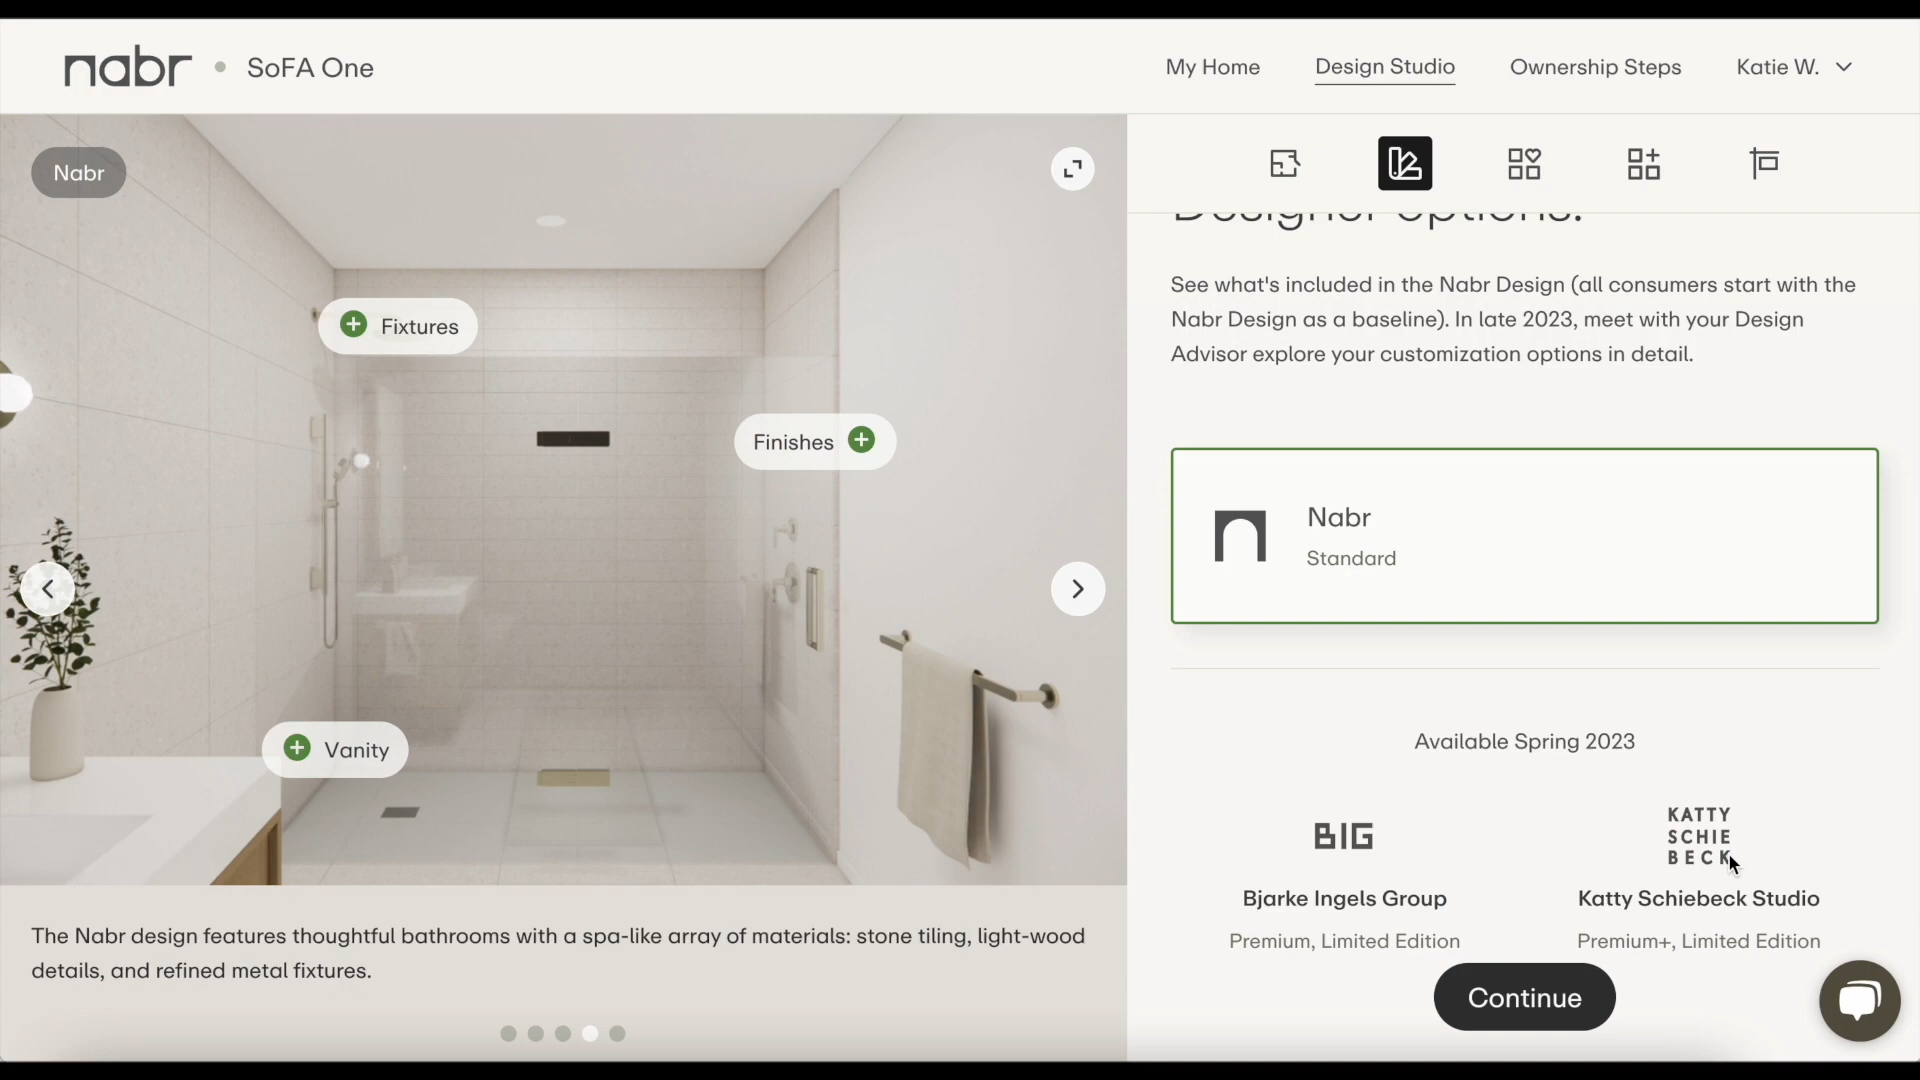 nabr • SoFA One
My Home
Design Studio
Ownership Steps
Katie W.
Nabr
Fixtures
Finishes
Vanity
The Nabr design features thoughtful bathrooms with a spa-like array of materials: stone tiling, light-wood
details, and refined metal fixtures.
Designer options.
See what's included in the Nabr Design (all consumers start with the
Nabr Design as a baseline). In late 2023, meet with your Design
Advisor explore your customization options in detail.
Nabr
Standard
Available Spring 2023
BIG
Bjarke Ingels Group
Premium, Limited Edition
KATTY
SCHIE
BECK
Katty Schiebeck Studio
Premium+, Limited Edition
Continue